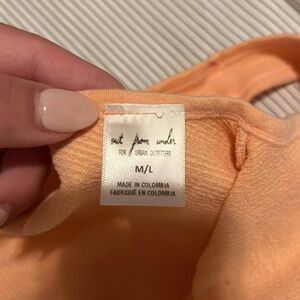 out from under
FOR URBAN OUTFITTERS
M/L
MADE IN COLOMBIA
FABRIQUÉ EN COLOMBIE